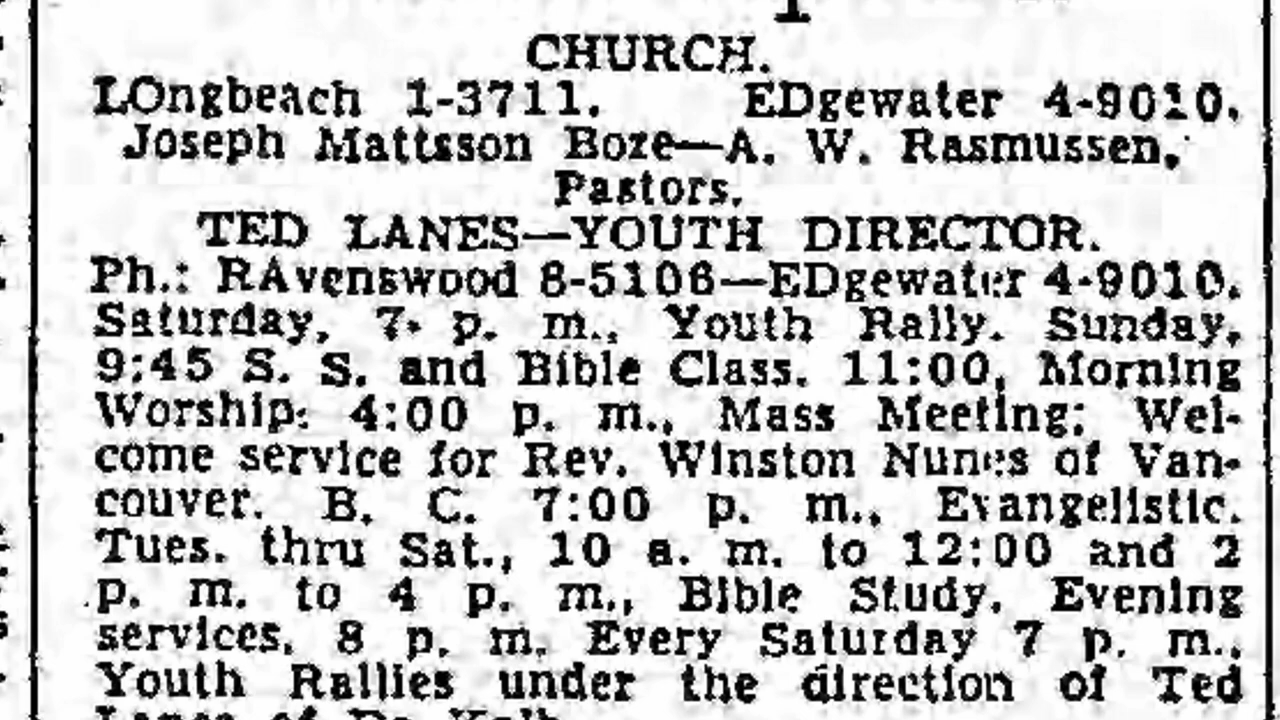 CHURCH.
LOngbeach 1-3711. EDgewater 4-9010.
Joseph Mattsson Boze—A. W. Rasmussen,
Pastors.
TED LANES—YOUTH DIRECTOR.
Ph.: RAvenswood 8-5106—EDgewater 4-9010.
Saturday, 7 p. m., Youth Rally. Sunday,
9:45 S. S. and Bible Class. 11:00, Morning
Worship: 4:00 p. m., Mass Meeting: Wel-
come service for Rev. Winston Nunes of Van-
couver. B. C. 7:00 p. m., Evangelistic.
Tues. thru Sat., 10 a. m. to 12:00 and 2
p. m. to 4 p. m., Bible Study. Evening
services, 8 p. m. Every Saturday 7 p. m.,
Youth Rallies under the direction of Ted